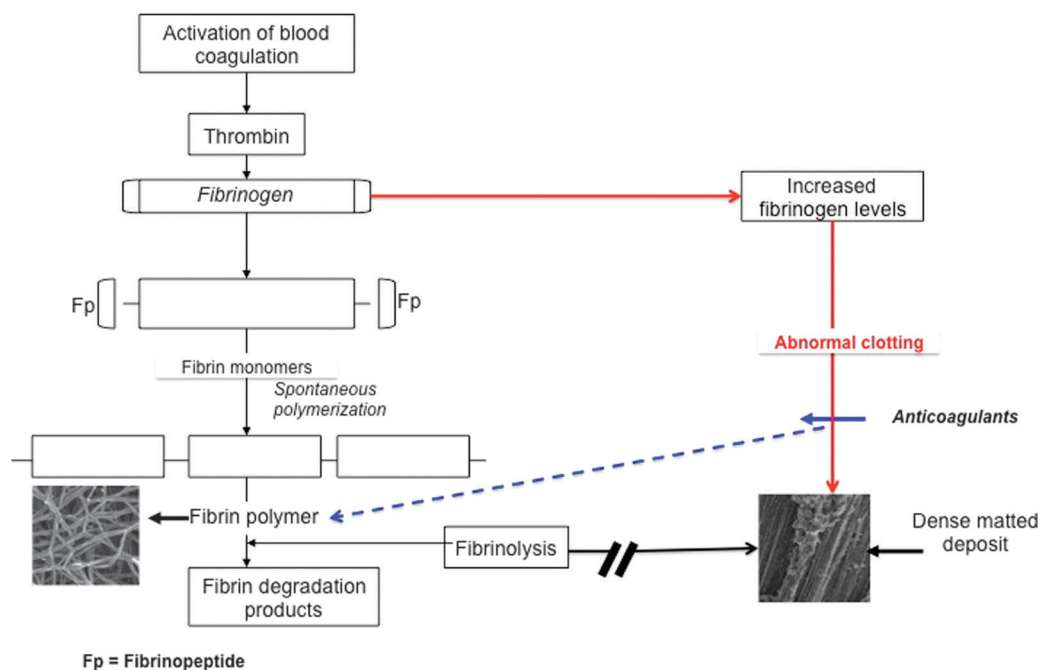 Activation of blood
coagulation
Thrombin
Fibrinogen
Increased
fibrinogen levels
Fp
Fp
Abnormal clotting
Fibrin monomers
Spontaneous
polymerization
Anticoagulants
Fibrin polymer
Dense matted
deposit
Fibrinolysis
Fibrin degradation
products
Fp = Fibrinopeptide